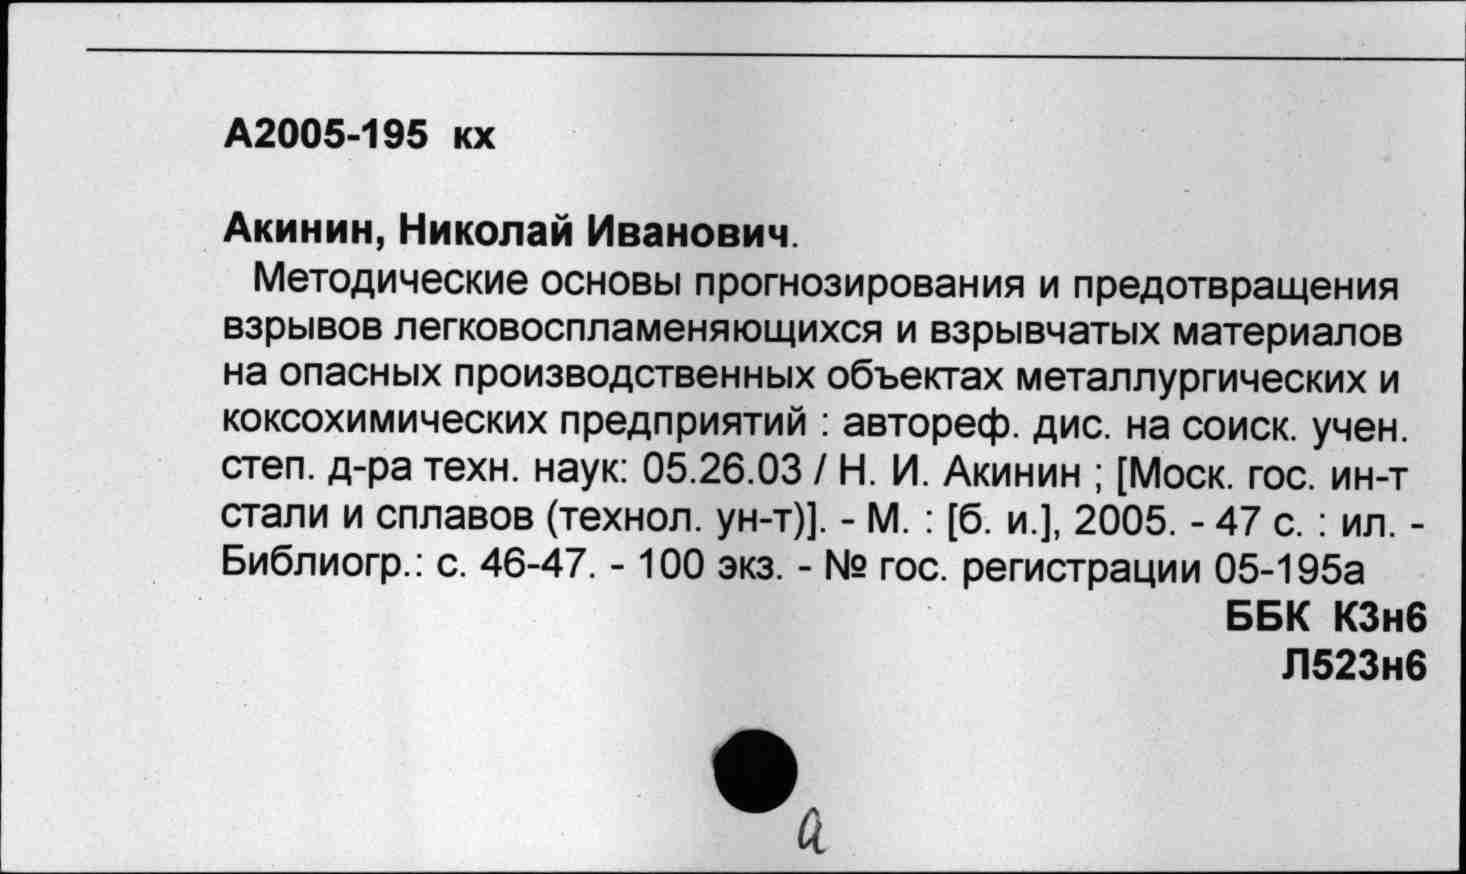 А2005-195 кх
Акинин, Николай Иванович.
Методические основы прогнозирования и предотвращения
взрывов легковоспламеняющихся и взрывчатых материалов
на опасных производственных объектах металлургических и
коксохимических предприятий : автореф. дис. на соиск. учен.
степ. д-ра техн. наук: 05.26.03 / Н. И. Акинин ; [Моск. гос. ин-т
стали и сплавов (технол. ун-т)]. - М. : [б. и.], 2005. - 47 с. : ил. -
Библиогр.: с. 46-47. - 100 экз. - № гос. регистрации 05-195а
ББК К3н6
Л523н6
а